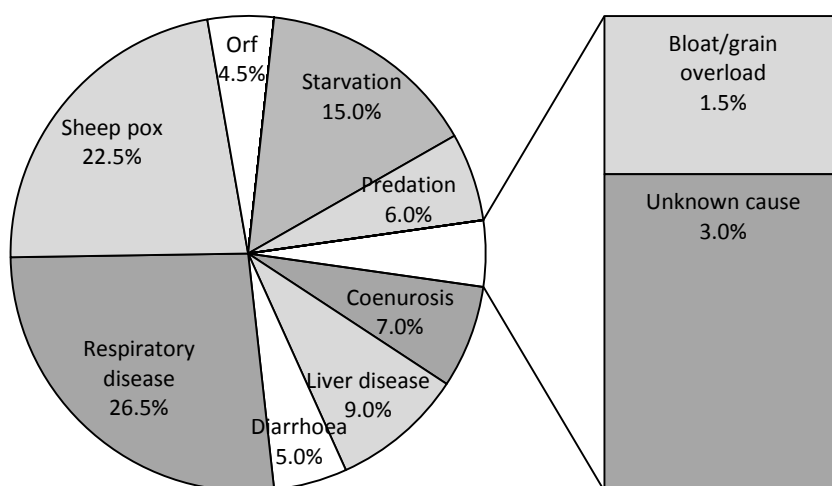 Orf
4.5%
Starvation
15.0%
Predation
6.0%
Coenurosis
7.0%
Liver disease
9.0%
Diarrhoea
5.0%
Respiratory
disease
26.5%
Sheep pox
22.5%
Bloat/grain
overload
1.5%
Unknown cause
3.0%